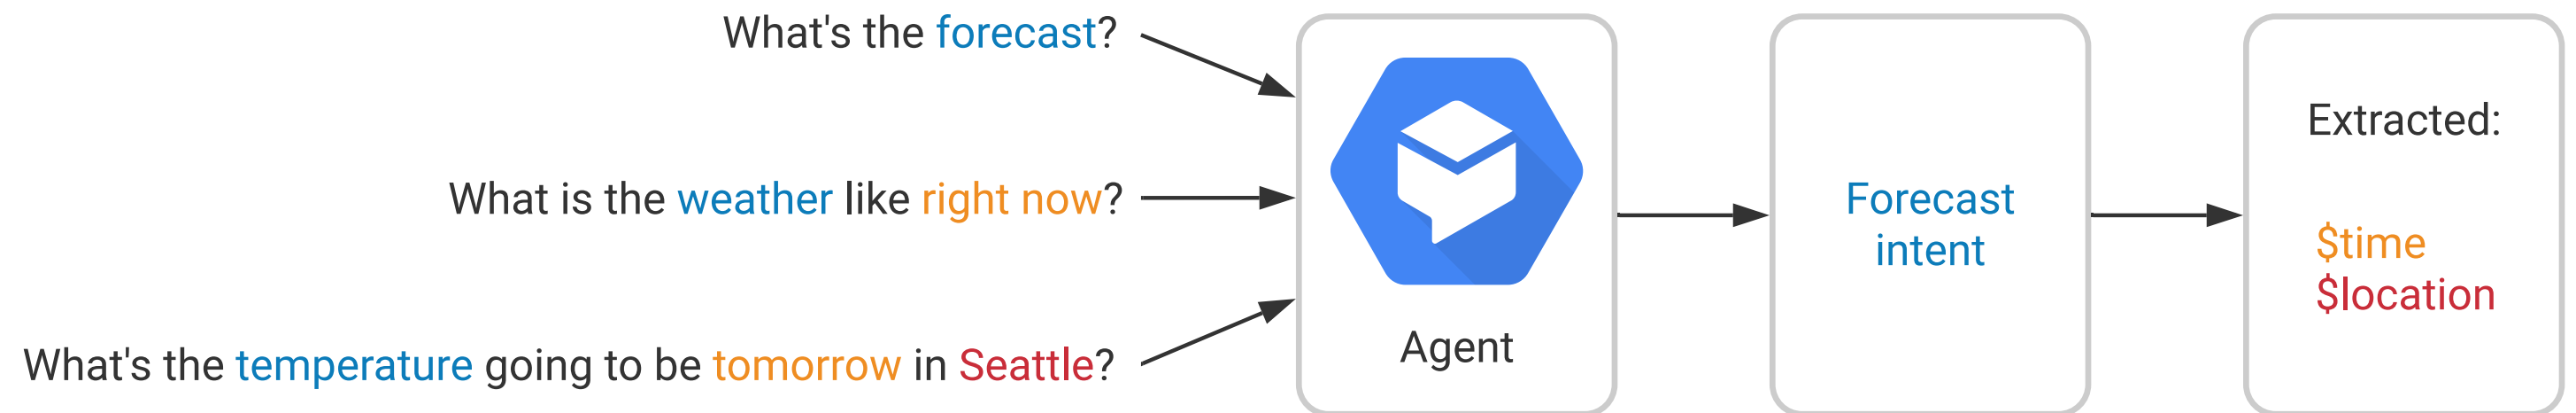 What's the forecast?
What is the weather like right now?
What's the temperature going to be tomorrow in Seattle?
Agent
Forecast
intent
Extracted:
$time
$location